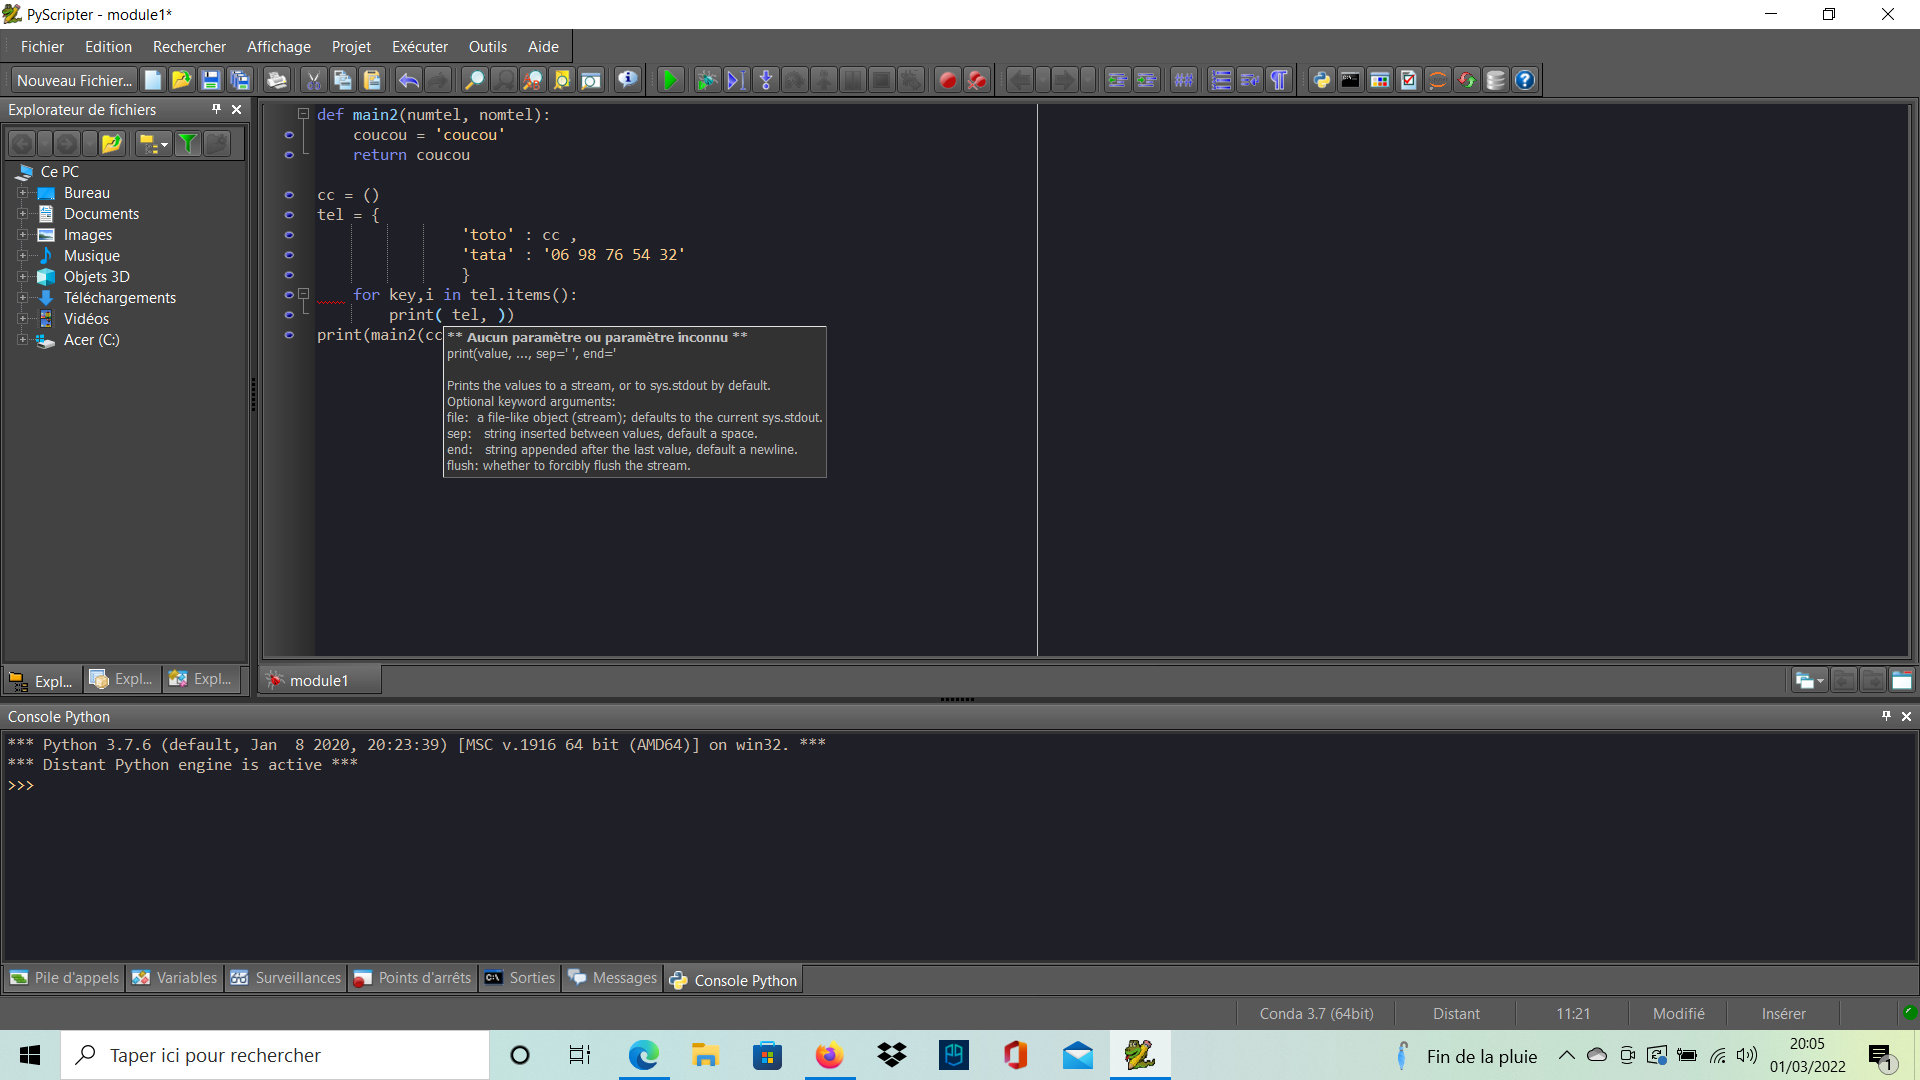 PyScripter - module1*
Fichier Edition Rechercher Affichage Projet Exécuter Outils Aide
Nouveau Fichier...
Explorateur de fichiers
Ce PC
Bureau
Documents
Images
Musique
Objets 3D
Téléchargements
Vidéos
Acer (C:)
Expl... Expl... Expl...
def main2(numtel, nomtel):
coucou = 'coucou'
return coucou
cc = ()
tel = {
'toto' : cc ,
'tata' : '06 98 76 54 32'
}
for key,i in tel.items():
print( tel, ))
print(main2(cc
** Aucun paramètre ou paramètre inconnu **
print(value, ..., sep=' ', end='
Prints the values to a stream, or to sys.stdout by default.
Optional keyword arguments:
file: a file-like object (stream); defaults to the current sys.stdout.
sep: string inserted between values, default a space.
end: string appended after the last value, default a newline.
flush: whether to forcibly flush the stream.
module1
Console Python
*** Python 3.7.6 (default, Jan 8 2020, 20:23:39) [MSC v.1916 64 bit (AMD64)] on win32. ***
*** Distant Python engine is active ***
>>>
Pile d'appels Variables Surveillances Points d'arrêts Sorties Messages Console Python
Conda 3.7 (64bit) Distant 11:21 Modifié Insérer
Taper ici pour rechercher
Fin de la pluie
20:05
01/03/2022
1